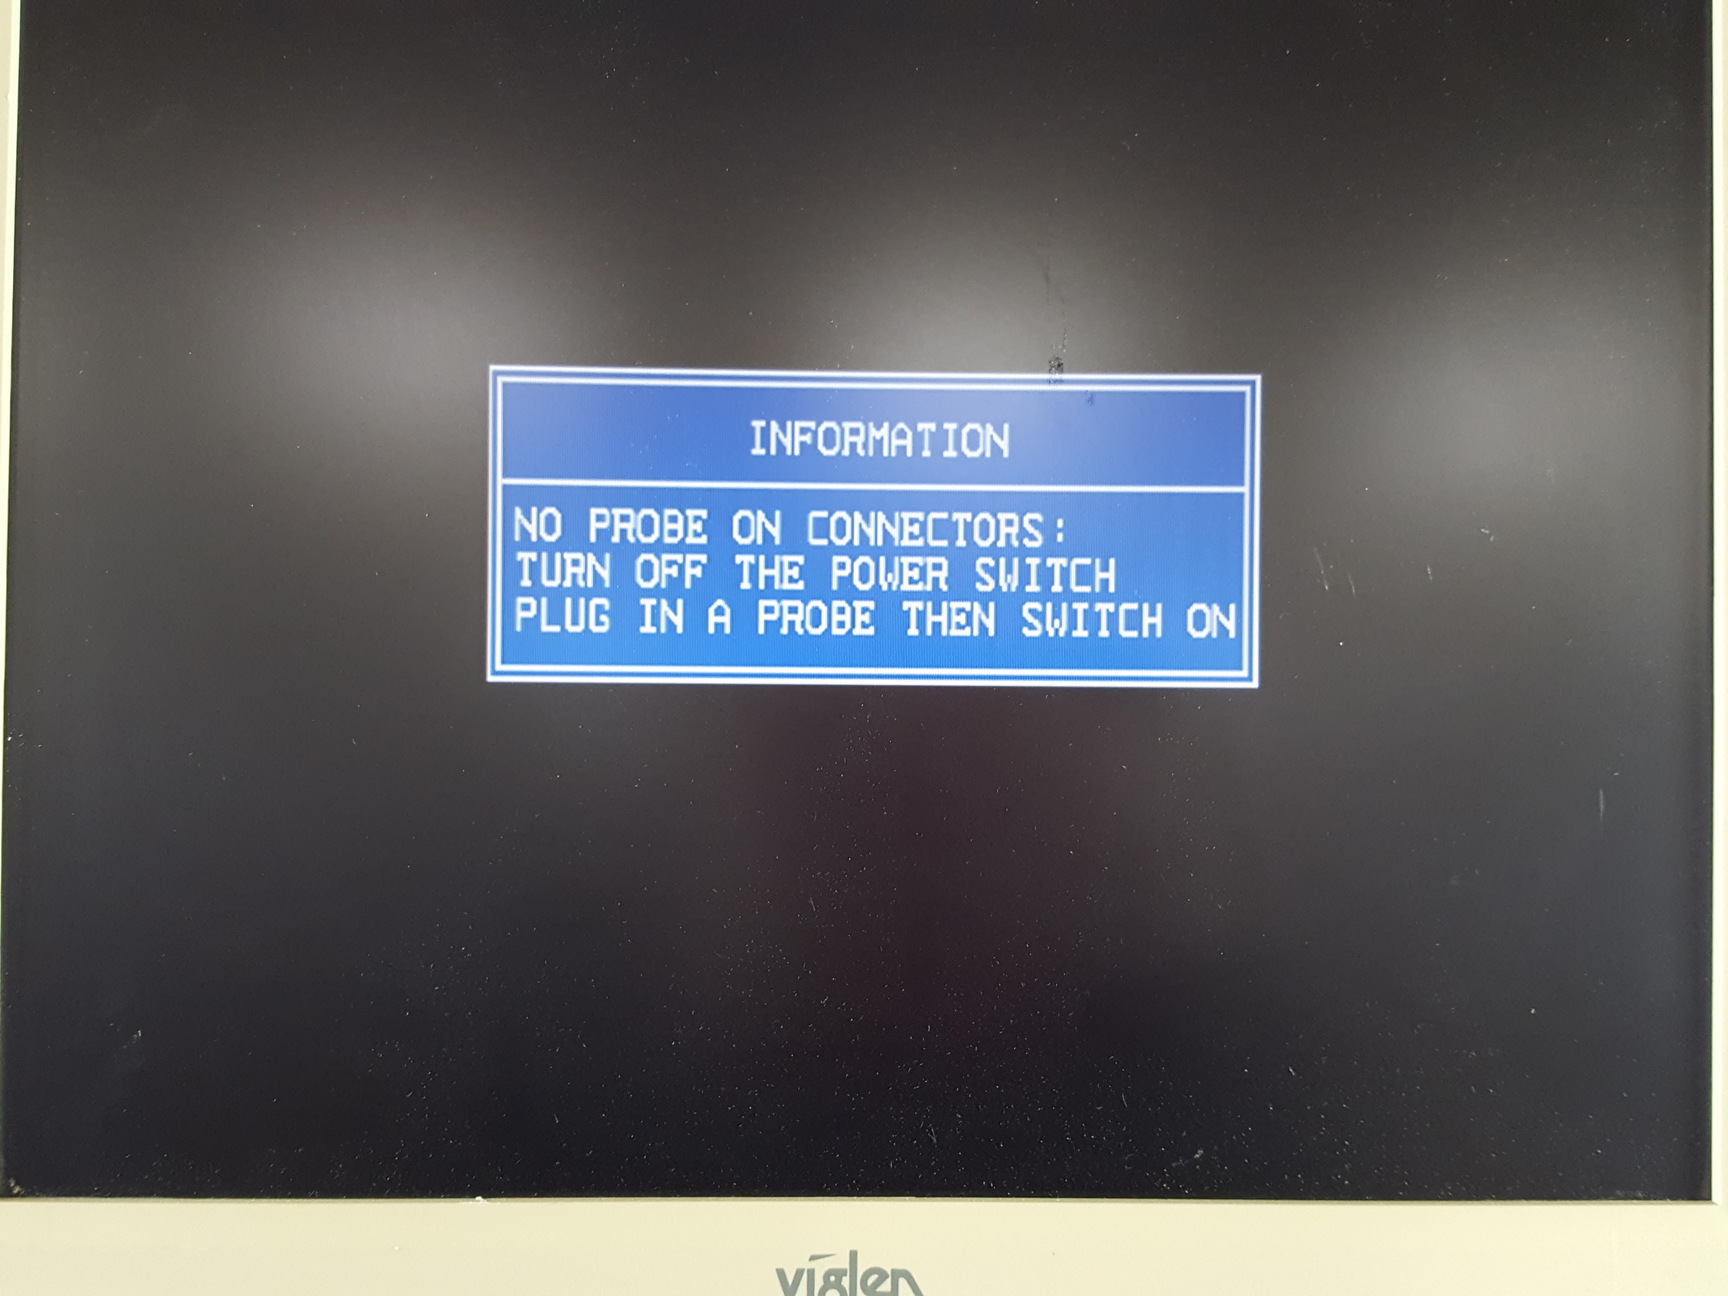 INFORMATION
NO PROBE ON CONNECTORS:
TURN OFF THE POWER SWITCH
PLUG IN A PROBE THEN SWITCH ON
viglen